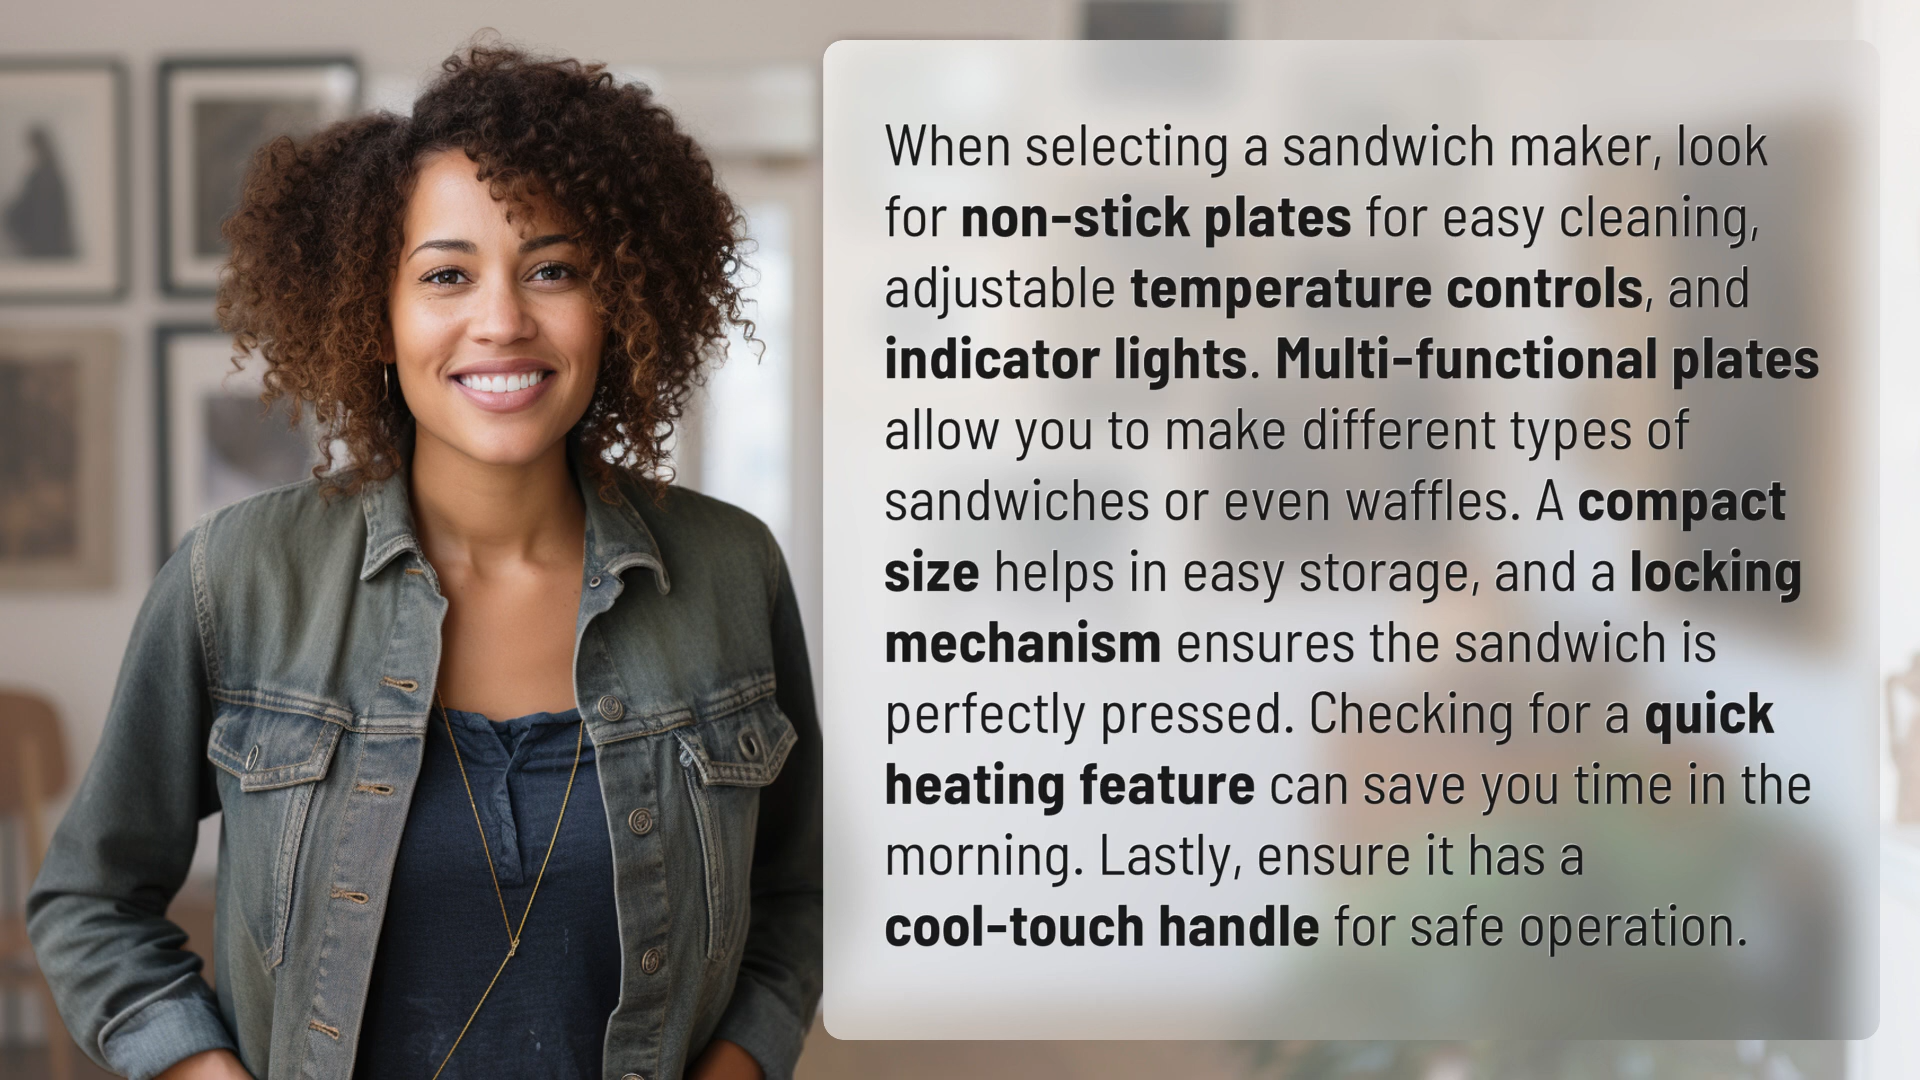 When selecting a sandwich maker, look
for non-stick plates for easy cleaning,
adjustable temperature controls, and
indicator lights. Multi-functional plates
allow you to make different types of
sandwiches or even waffles. A compact
size helps in easy storage, and a locking
mechanism ensures the sandwich is
perfectly pressed. Checking for a quick
heating feature can save you time in the
morning. Lastly, ensure it has a
cool-touch handle for safe operation.